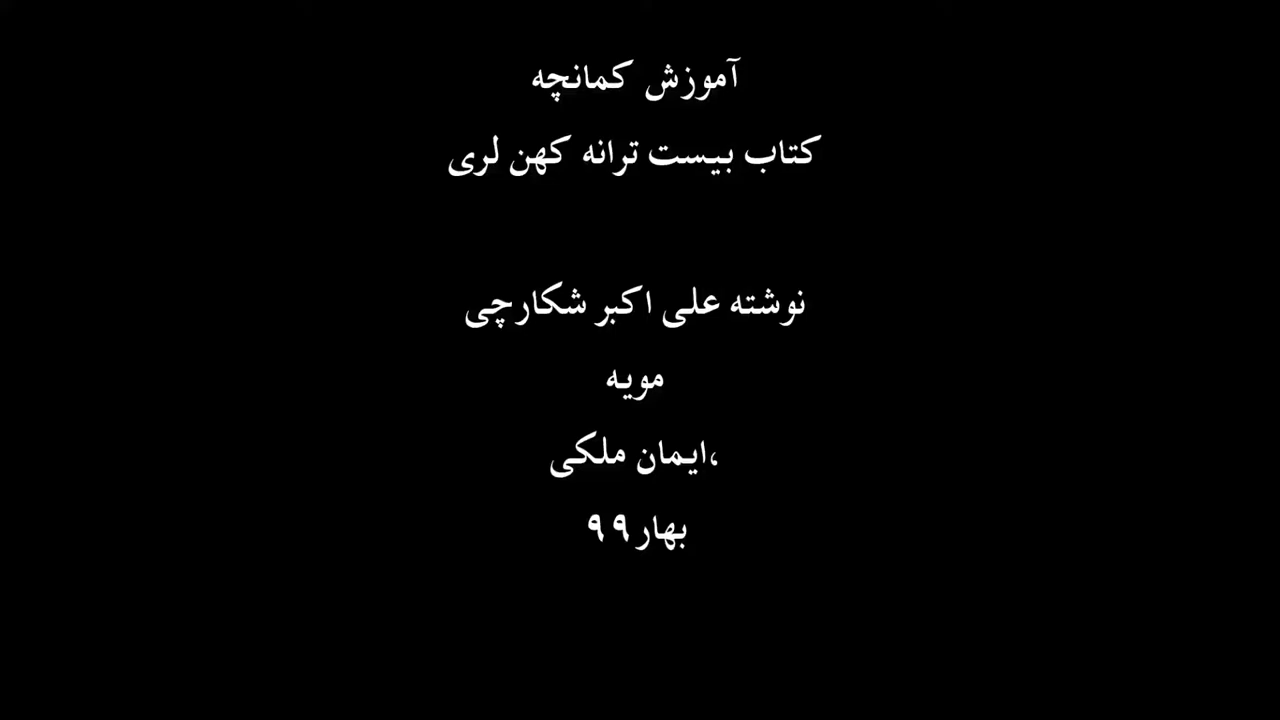 آموزش کمانچه
کتاب بیست ترانه کهن لری
نوشته علی اکبر شکارچی
مویه
،ایمان ملکی
بهار۹۹